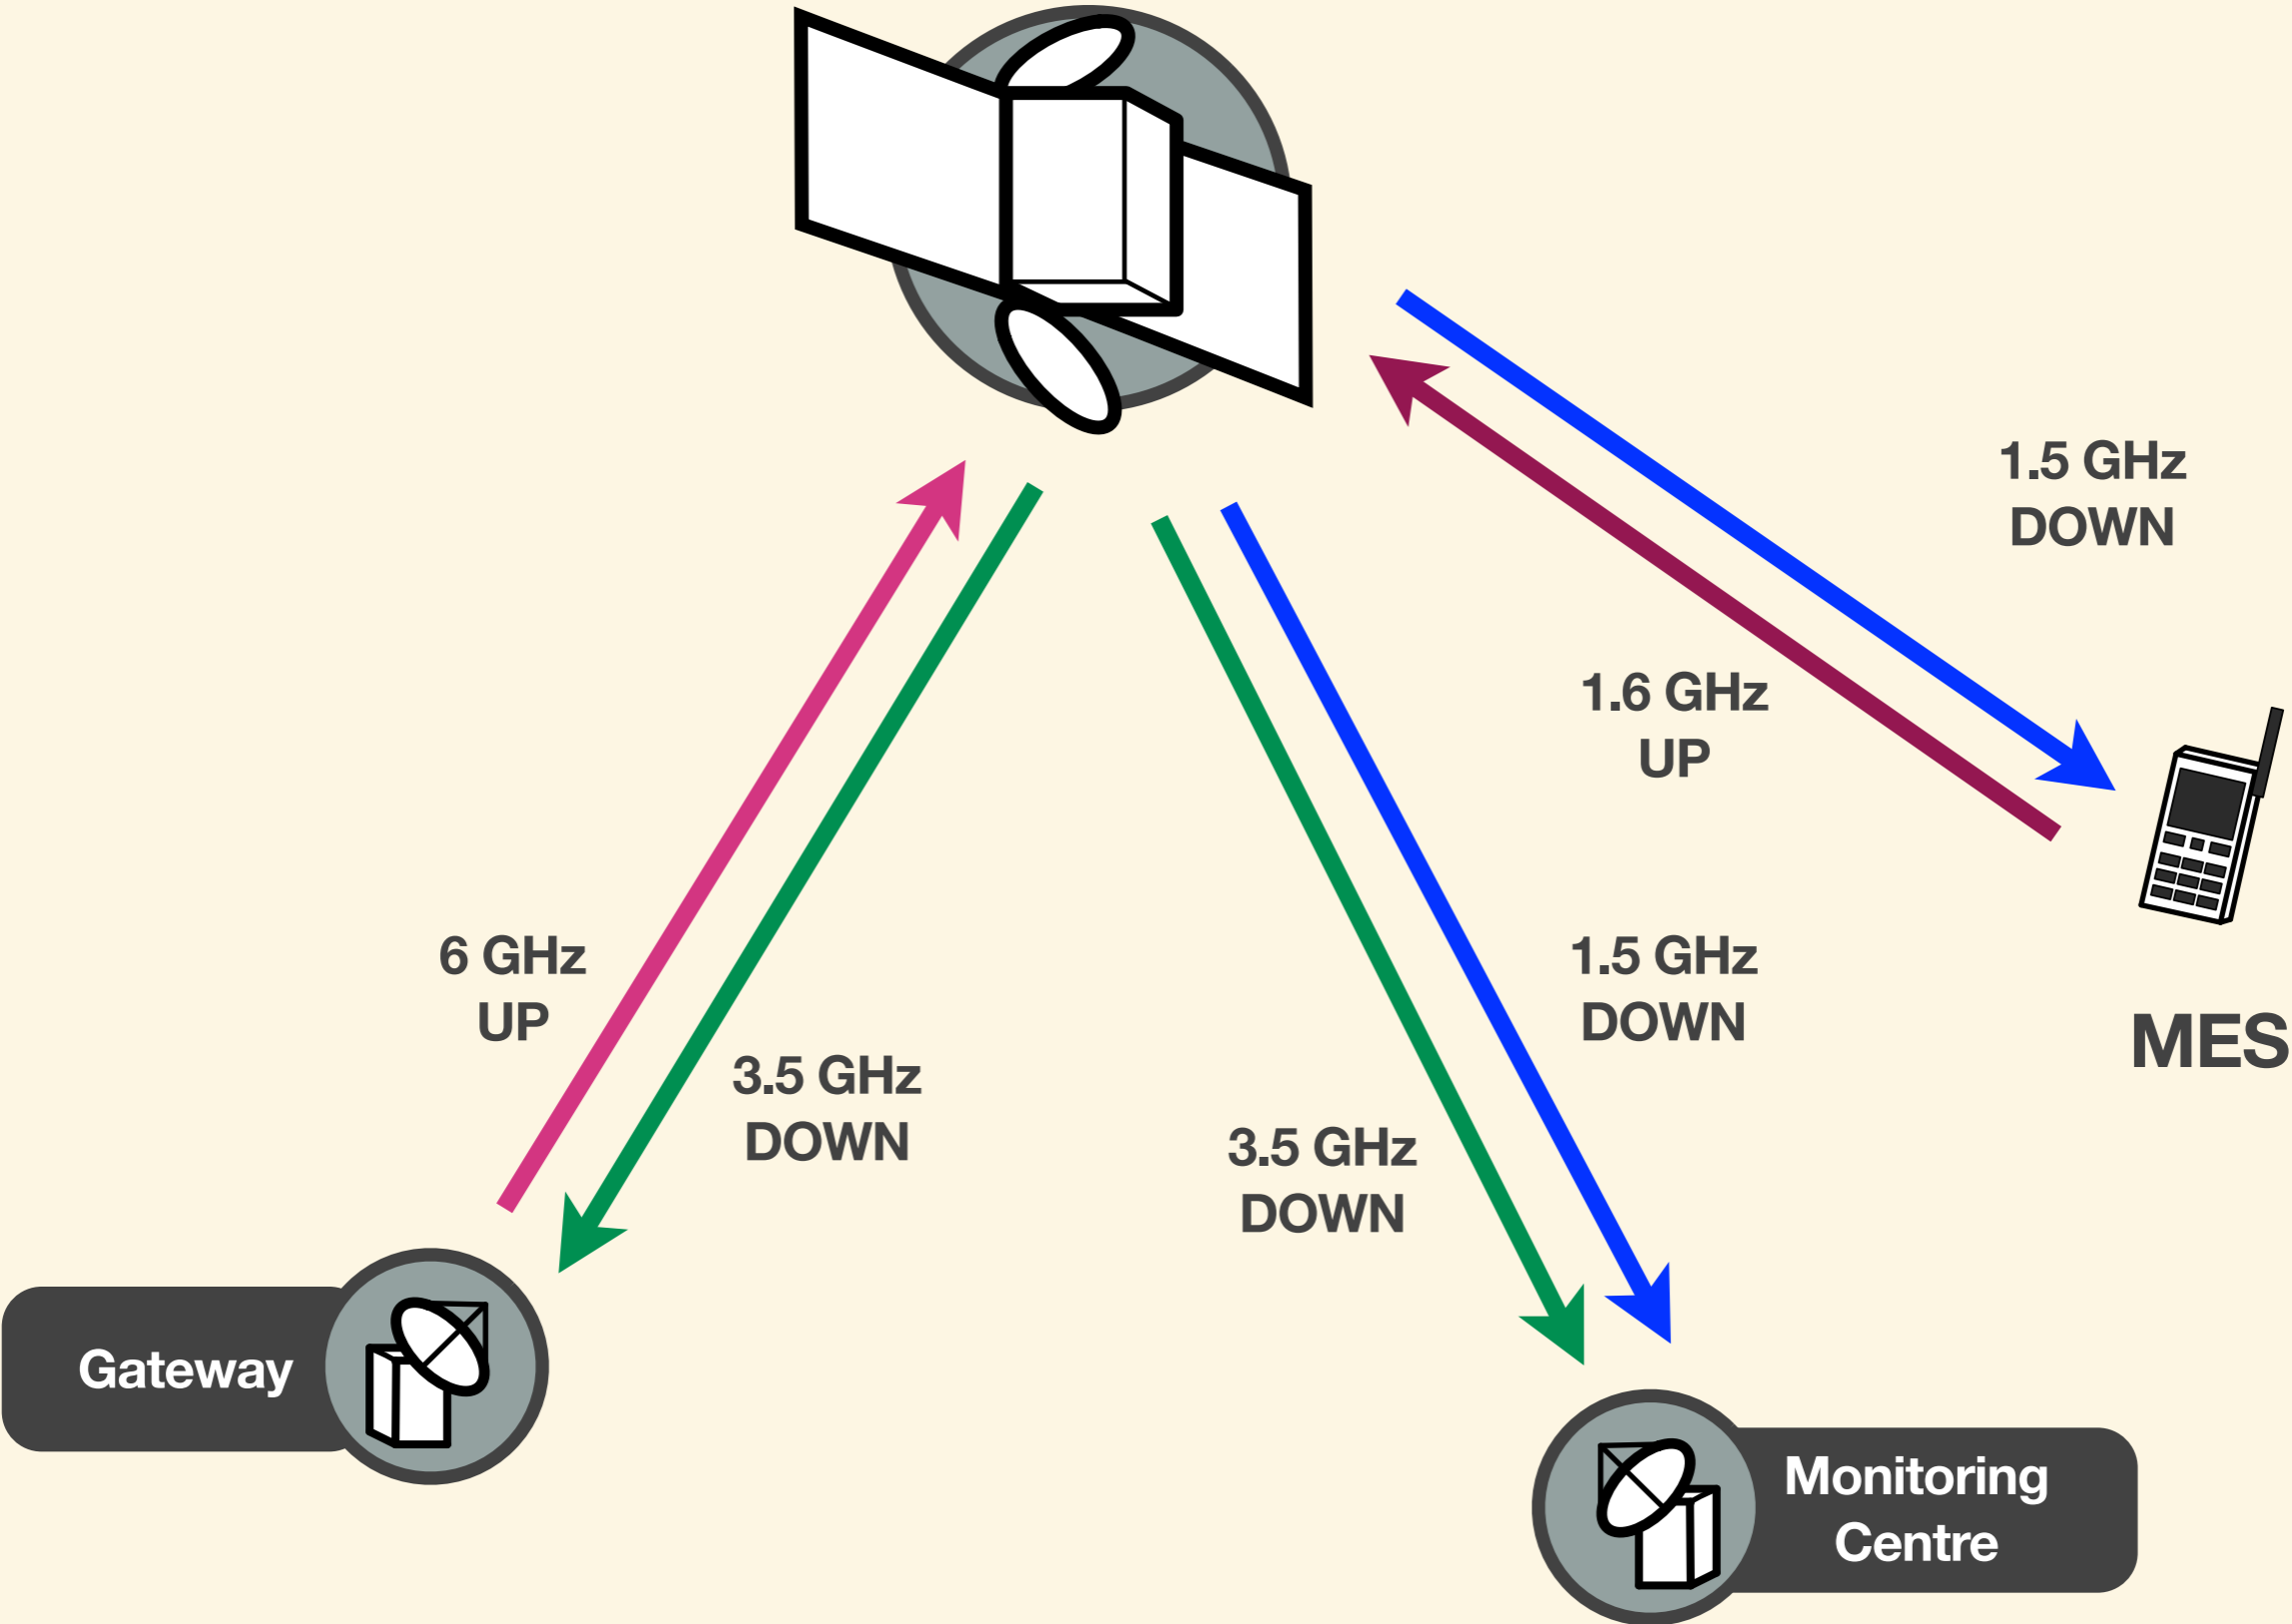 1.5 GHz
DOWN
1.6 GHz
UP
6 GHz
UP
1.5 GHz
DOWN
MES
3.5 GHz
DOWN
3.5 GHz
DOWN
Gateway
Monitoring
Centre